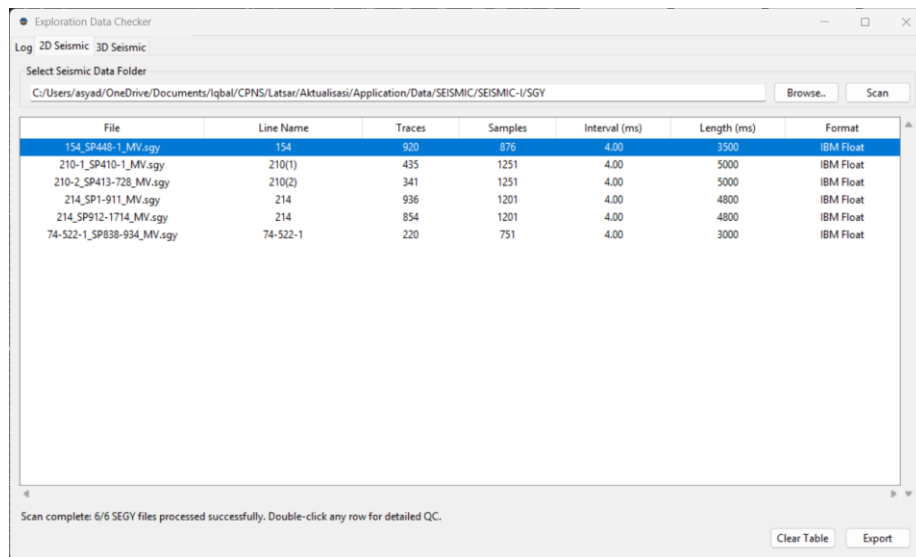 Exploration Data Checker
Log 2D Seismic 3D Seismic
Select Seismic Data Folder
C:/Users/asyad/OneDrive/Documents/Iqbal/CPNS/Latsar/Aktualisasi/Application/Data/SEISMIC/SEISMIC-I/SGY Browse.. Scan
File Line Name Traces Samples Interval (ms) Length (ms) Format
154_SP448-1_MV.sgy 154 920 876 4.00 3500 IBM Float
210-1_SP410-1_MV.sgy 210(1) 435 1251 4.00 5000 IBM Float
210-2_SP413-728_MV.sgy 210(2) 341 1251 4.00 5000 IBM Float
214_SP1-911_MV.sgy 214 936 1201 4.00 4800 IBM Float
214_SP912-1714_MV.sgy 214 854 1201 4.00 4800 IBM Float
74-522-1_SP838-934_MV.sgy 74-522-1 220 751 4.00 3000 IBM Float
Scan complete: 6/6 SEGY files processed successfully. Double-click any row for detailed QC.
Clear Table Export